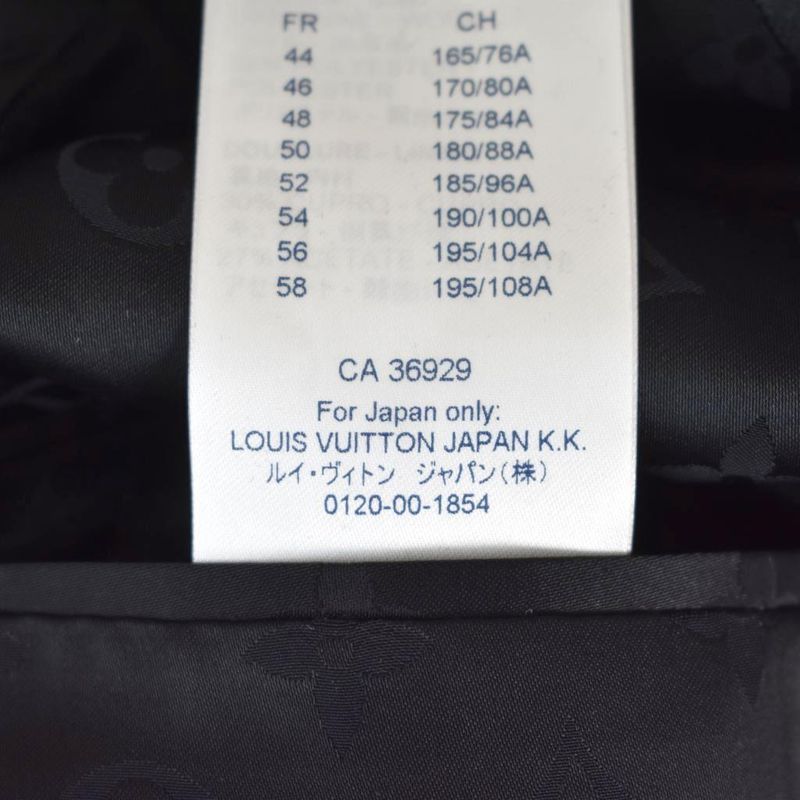 FR CH
44 165/76A
46 170/80A
48 175/84A
50 180/88A
52 185/96A
54 190/100A
56 195/104A
58 195/108A
CA 36929
For Japan only:
LOUIS VUITTON JAPAN K.K.
ルイ・ヴィトン ジャパン(株)
0120-00-1854